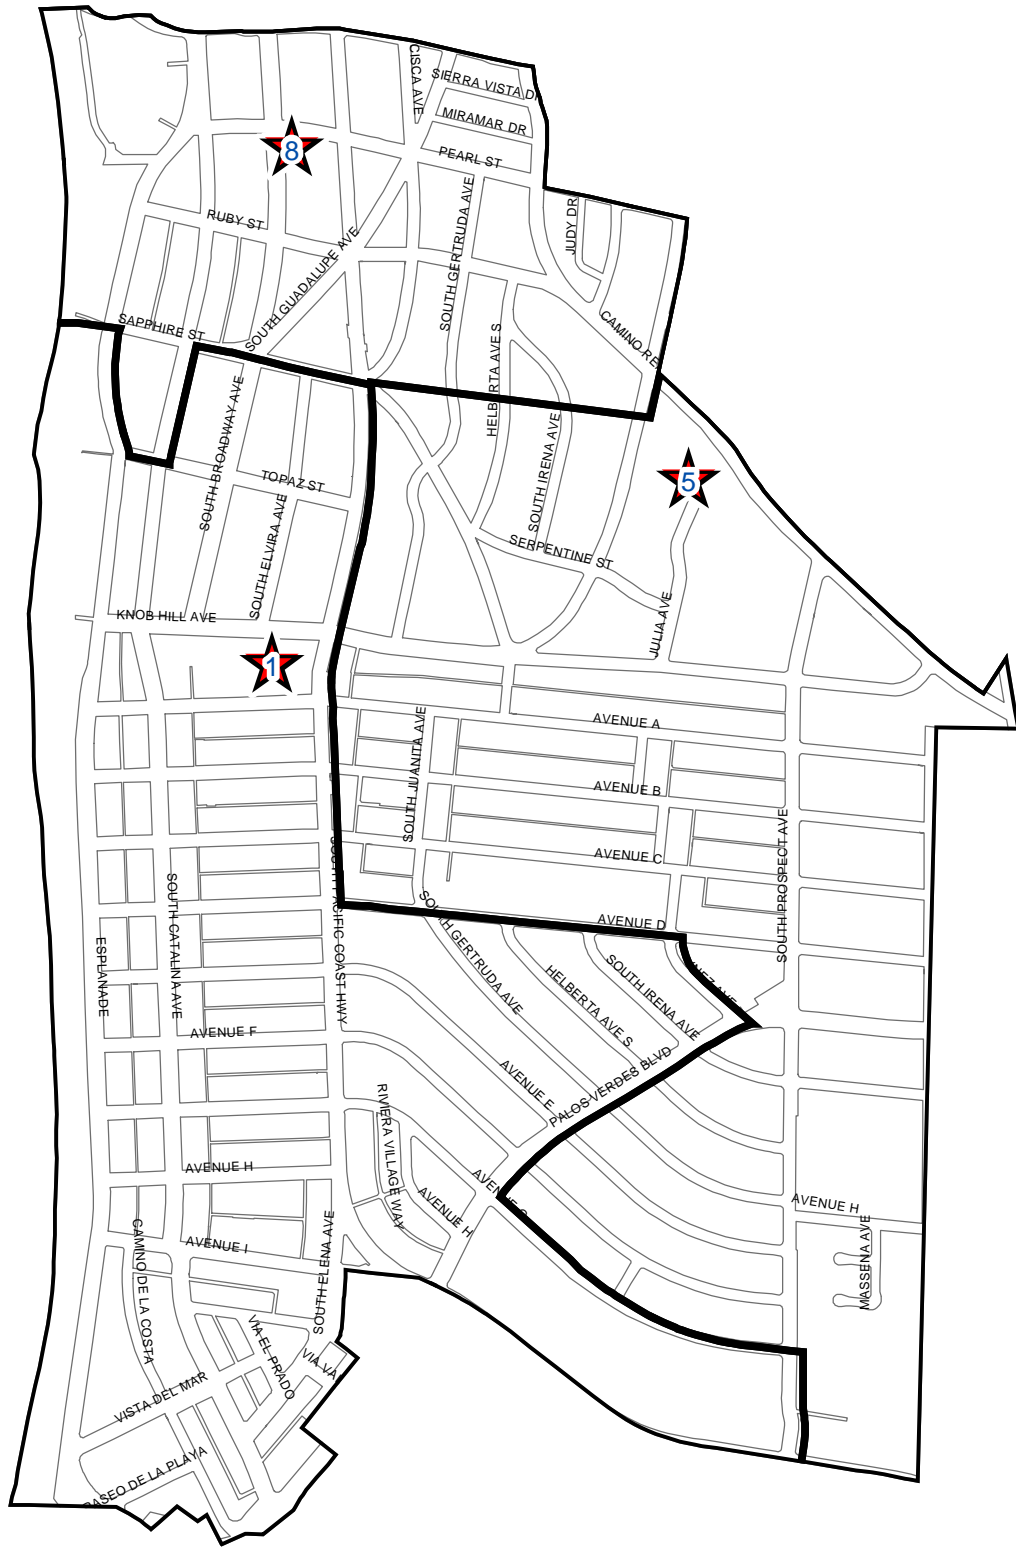 CISCA AVE
SIERRA VISTA D
MIRAMAR DR
8
PEARL ST
RUBY ST
SOUTH GERTRUDA AVE
JUDY DR
SOUTH GUADALUPE AVE
SAPPHIRE ST
CAMINO RE
HELBERTA AVE S
SOUTH BROADWAY AVE
SOUTH IRENA AVE
TOPAZ ST
5
SOUTH ELVIRA AVE
SERPENTINE ST
KNOB HILL AVE
JULIA AVE
1
AVENUE A
SOUTH JUANITA AVE
AVENUE B
SOUTH PROSPECT AVE
AVENUE C
SOUTH PACIFIC COAST HWY
SOUTH CATALINA AVE
AVENUE D
SOUTH GERTRUDA AVE
ESPLANADE
HELBERTA AVE S
SOUTH IRENA AVE
INEZ AVE
AVENUE F
AVENUE E
PALOS VERDES BLVD
RIVIERA VILLAGE WAY
AVENUE H
AVENUE G
AVENUE H
AVENUE H
CAMINO DE LA COSTA
AVENUE I
SOUTH ELENA AVE
MASSENA AVE
VIA EL PRADO
VIA VA
VISTA DEL MAR
PASEO DE LA PLAYA